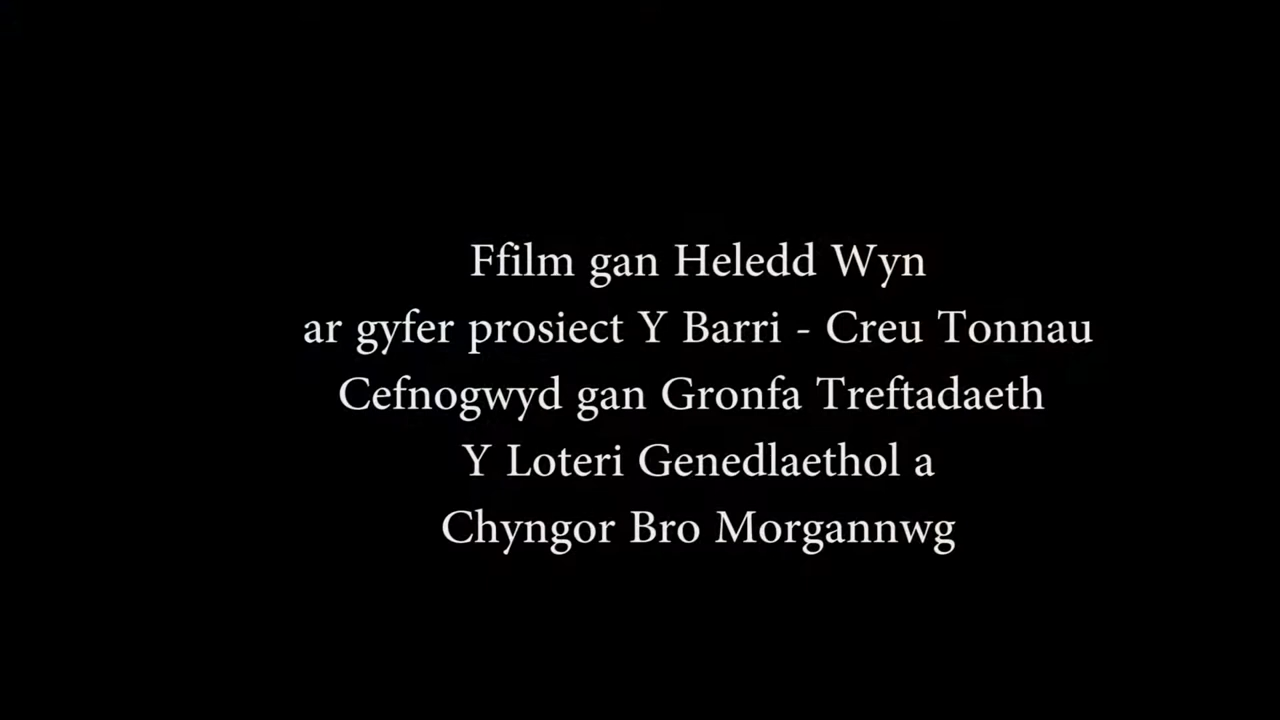 Ffilm gan Heledd Wyn
ar gyfer prosiect Y Barri - Creu Tonnau
Cefnogwyd gan Gronfa Treftadaeth
Y Loteri Genedlaethol a
Chyngor Bro Morgannwg